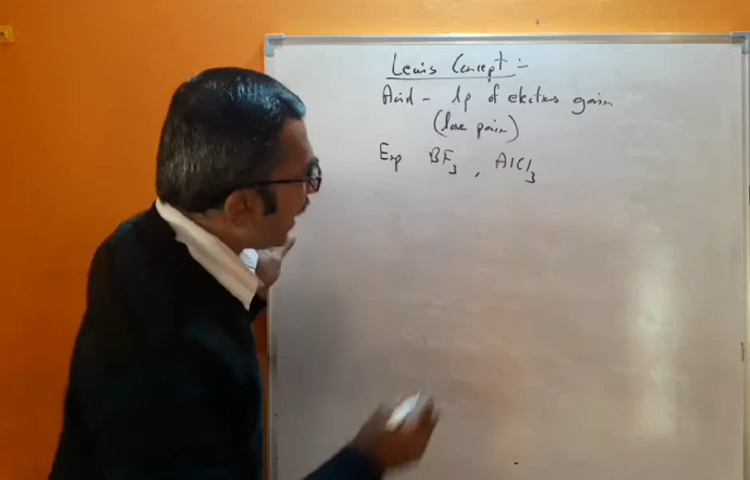 Lewis Concept :-
Acid - lp of electrons gain
(lone pair)
Exp BF3 , AlCl3